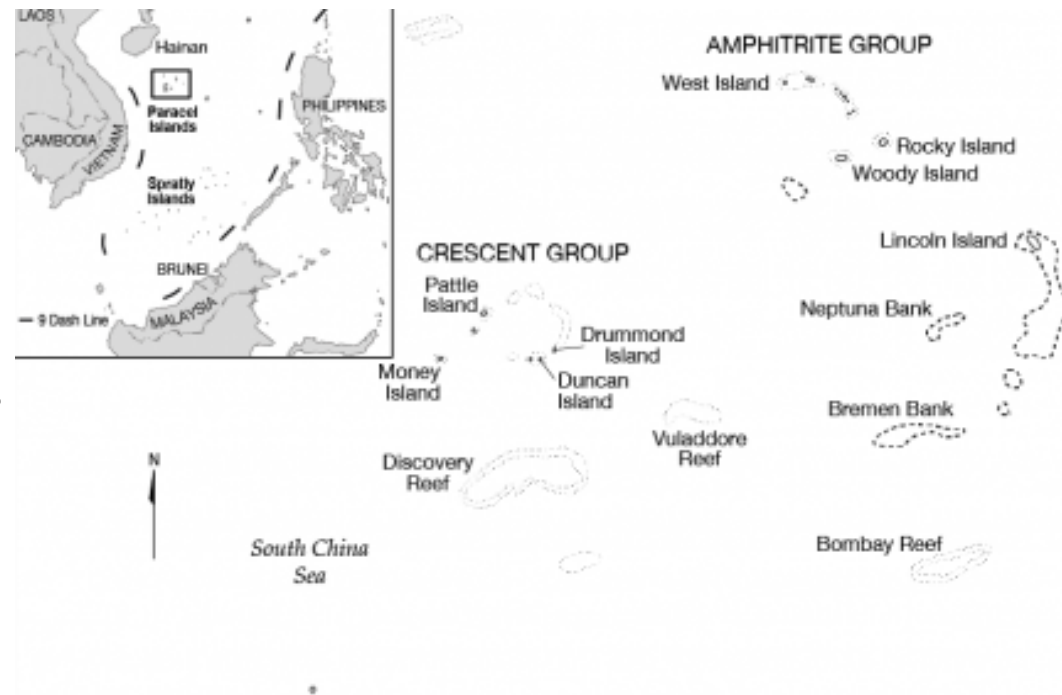 LAOS
Hainan
Paracel
Islands
PHILIPPINES
CAMBODIA
VIETNAM
Spratly
Islands
BRUNEI
MALAYSIA
9 Dash Line
AMPHITRITE GROUP
West Island
Rocky Island
Woody Island
Lincoln Island
CRESCENT GROUP
Pattle
Island
Neptuna Bank
Drummond
Island
Money
Island
Duncan
Island
Bremen Bank
Vuladdore
Reef
Discovery
Reef
N
South China
Sea
Bombay Reef